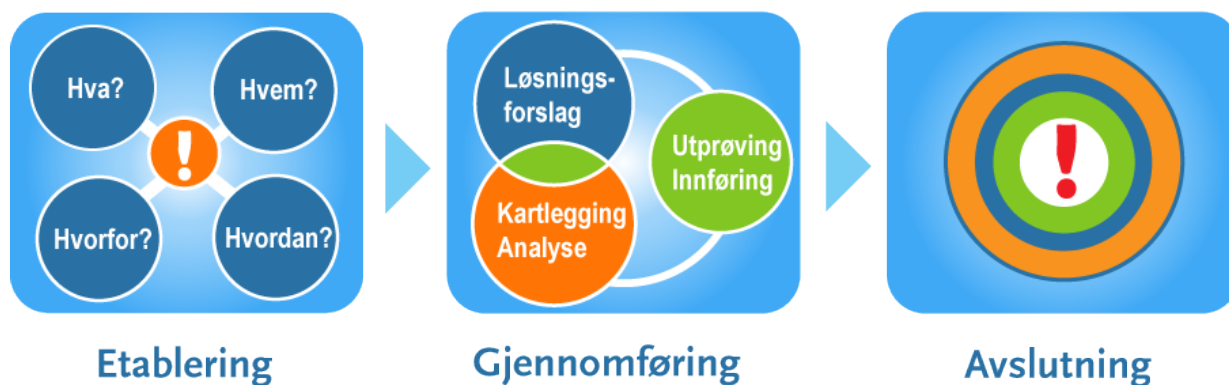 Hva?
Hvem?
!
Hvorfor?
Hvordan?
Etablering
Løsnings-
forslag
Utprøving
Innføring
Kartlegging
Analyse
Gjennomføring
!
Avslutning